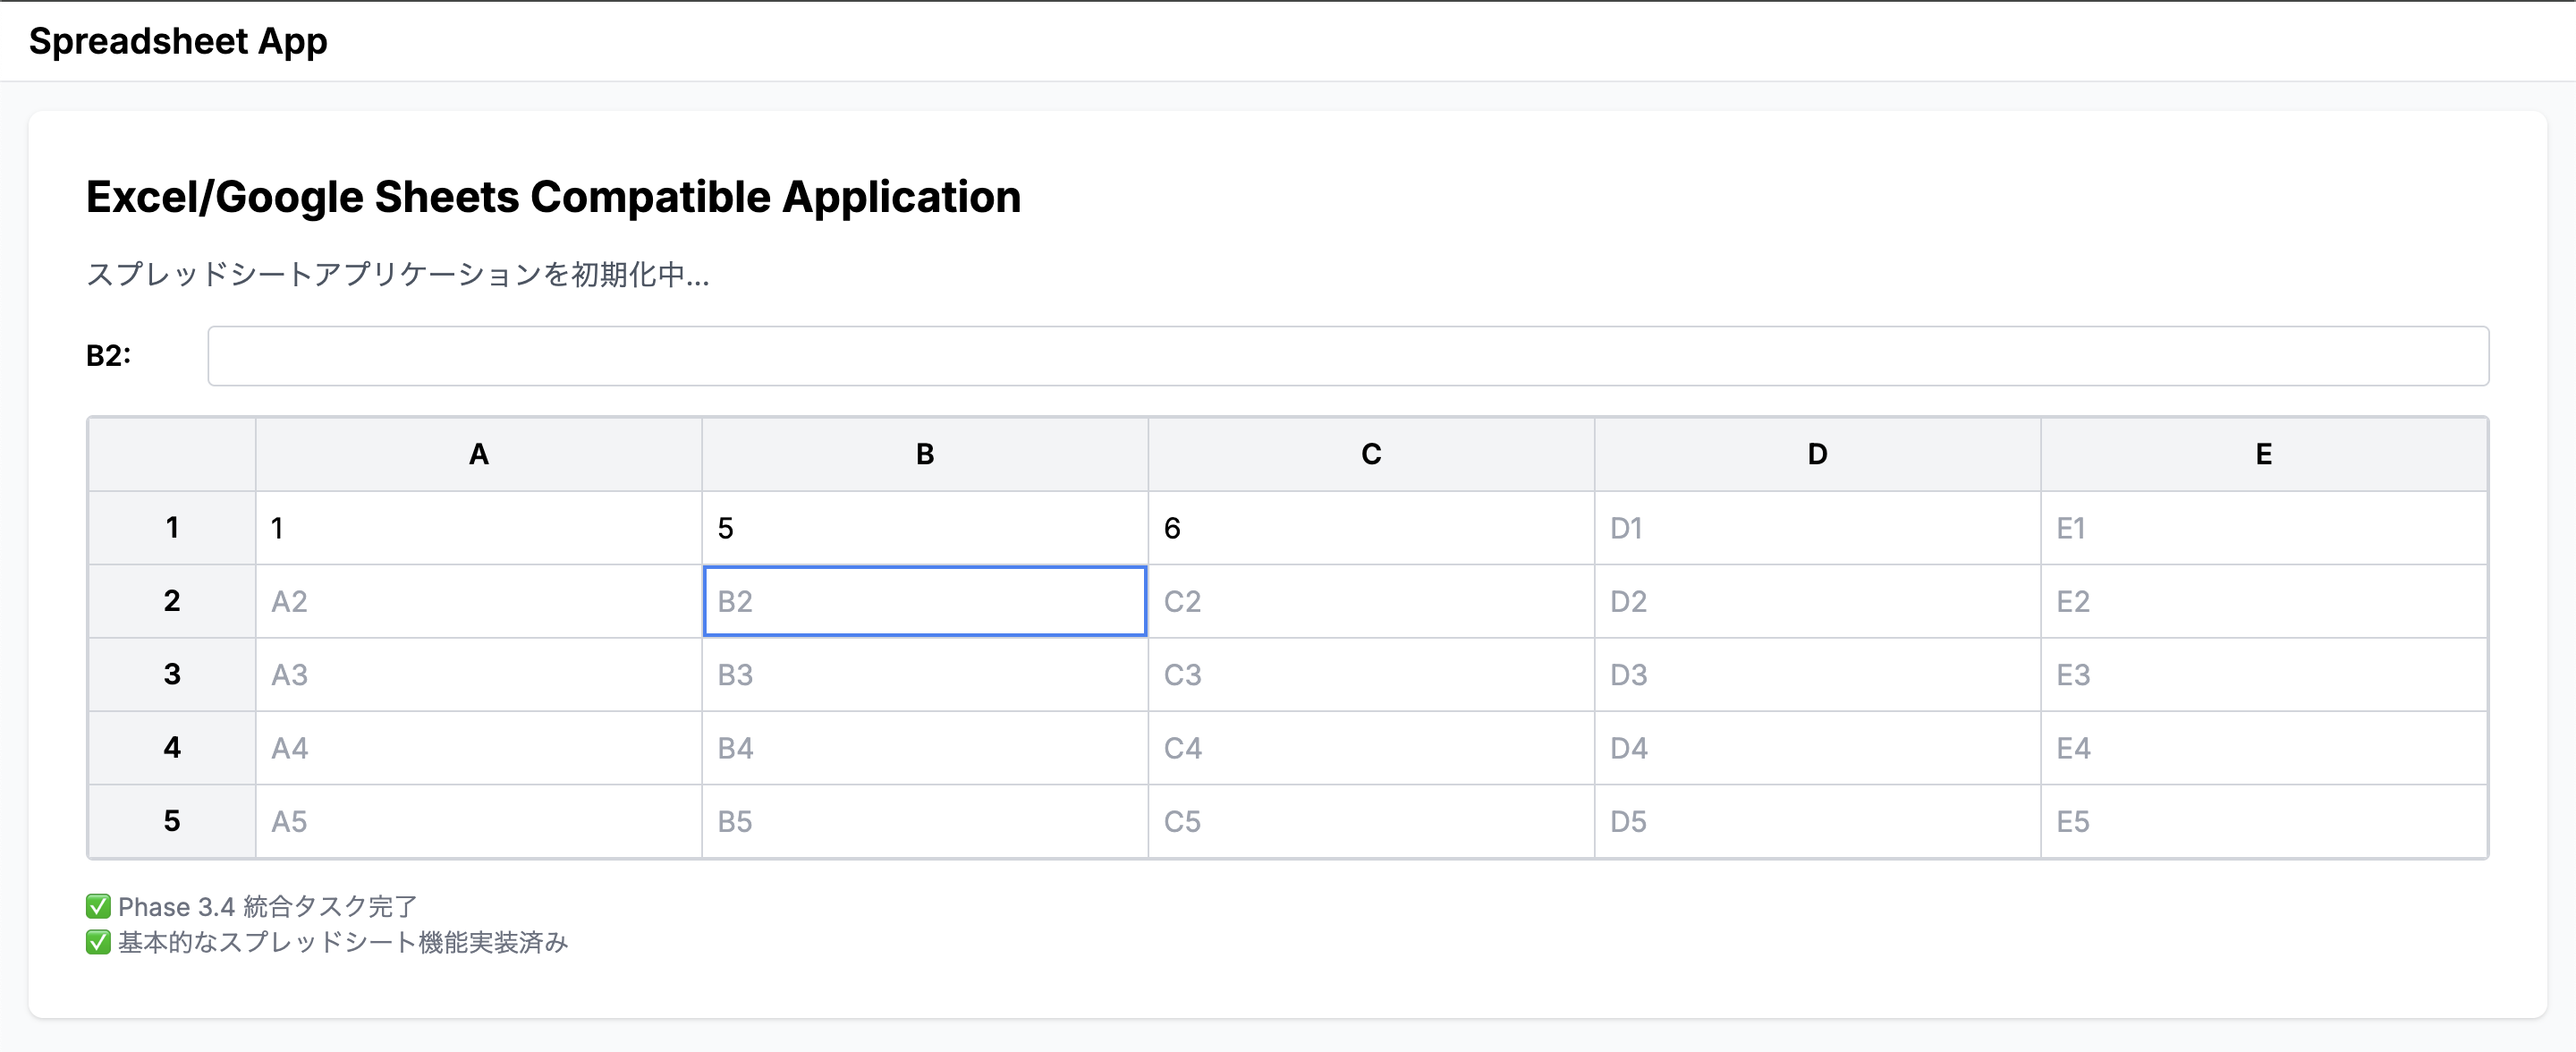 Spreadsheet App
Excel/Google Sheets Compatible Application
スプレッドシートアプリケーションを初期化中...
B2:
A B C D E
1 1 5 6 D1 E1
2 A2 B2 C2 D2 E2
3 A3 B3 C3 D3 E3
4 A4 B4 C4 D4 E4
5 A5 B5 C5 D5 E5
✅ Phase 3.4 統合タスク完了
✅ 基本的なスプレッドシート機能実装済み